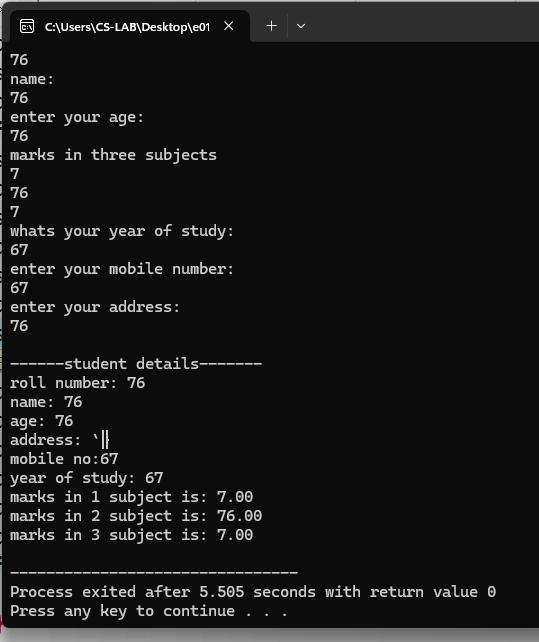 C:\Users\CS-LAB\Desktop\e01
76
name:
76
enter your age:
76
marks in three subjects
7
76
7
whats your year of study:
67
enter your mobile number:
67
enter your address:
76
------student details-------
roll number: 76
name: 76
age: 76
address: `
mobile no:67
year of study: 67
marks in 1 subject is: 7.00
marks in 2 subject is: 76.00
marks in 3 subject is: 7.00
--------------------------------
Process exited after 5.505 seconds with return value 0
Press any key to continue . . .